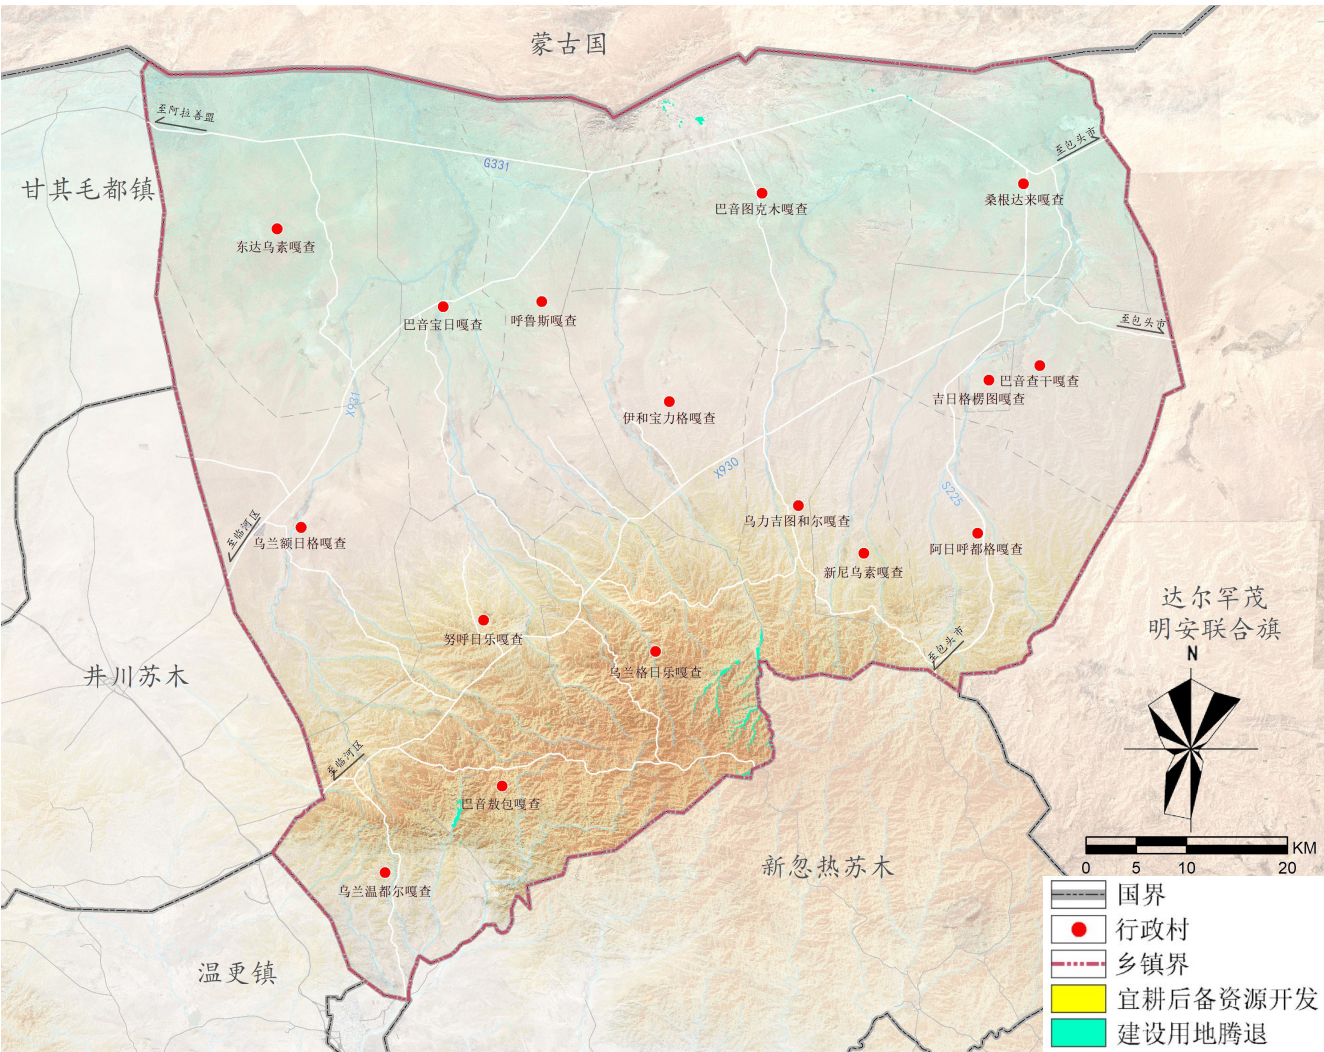 蒙古国
至阿拉善盟
G331
至包头市
甘其毛都镇
桑根达来嘎查
巴音图克木嘎查
东达乌素嘎查
巴音宝日嘎查
呼鲁斯嘎查
至包头市
巴音查干嘎查
吉日格楞图嘎查
X931
伊和宝力格嘎查
X930
S225
至临河区
乌兰额日格嘎查
乌力吉图和尔嘎查
阿日呼都格嘎查
新尼乌素嘎查
达尔罕茂
明安联合旗
努呼日乐嘎查
至包头市
N
乌兰格日乐嘎查
井川苏木
至临河区
巴音敖包嘎查
新忽热苏木
KM
0 5 10 20
乌兰温都尔嘎查
国界
行政村
温更镇
乡镇界
宜耕后备资源开发
建设用地腾退